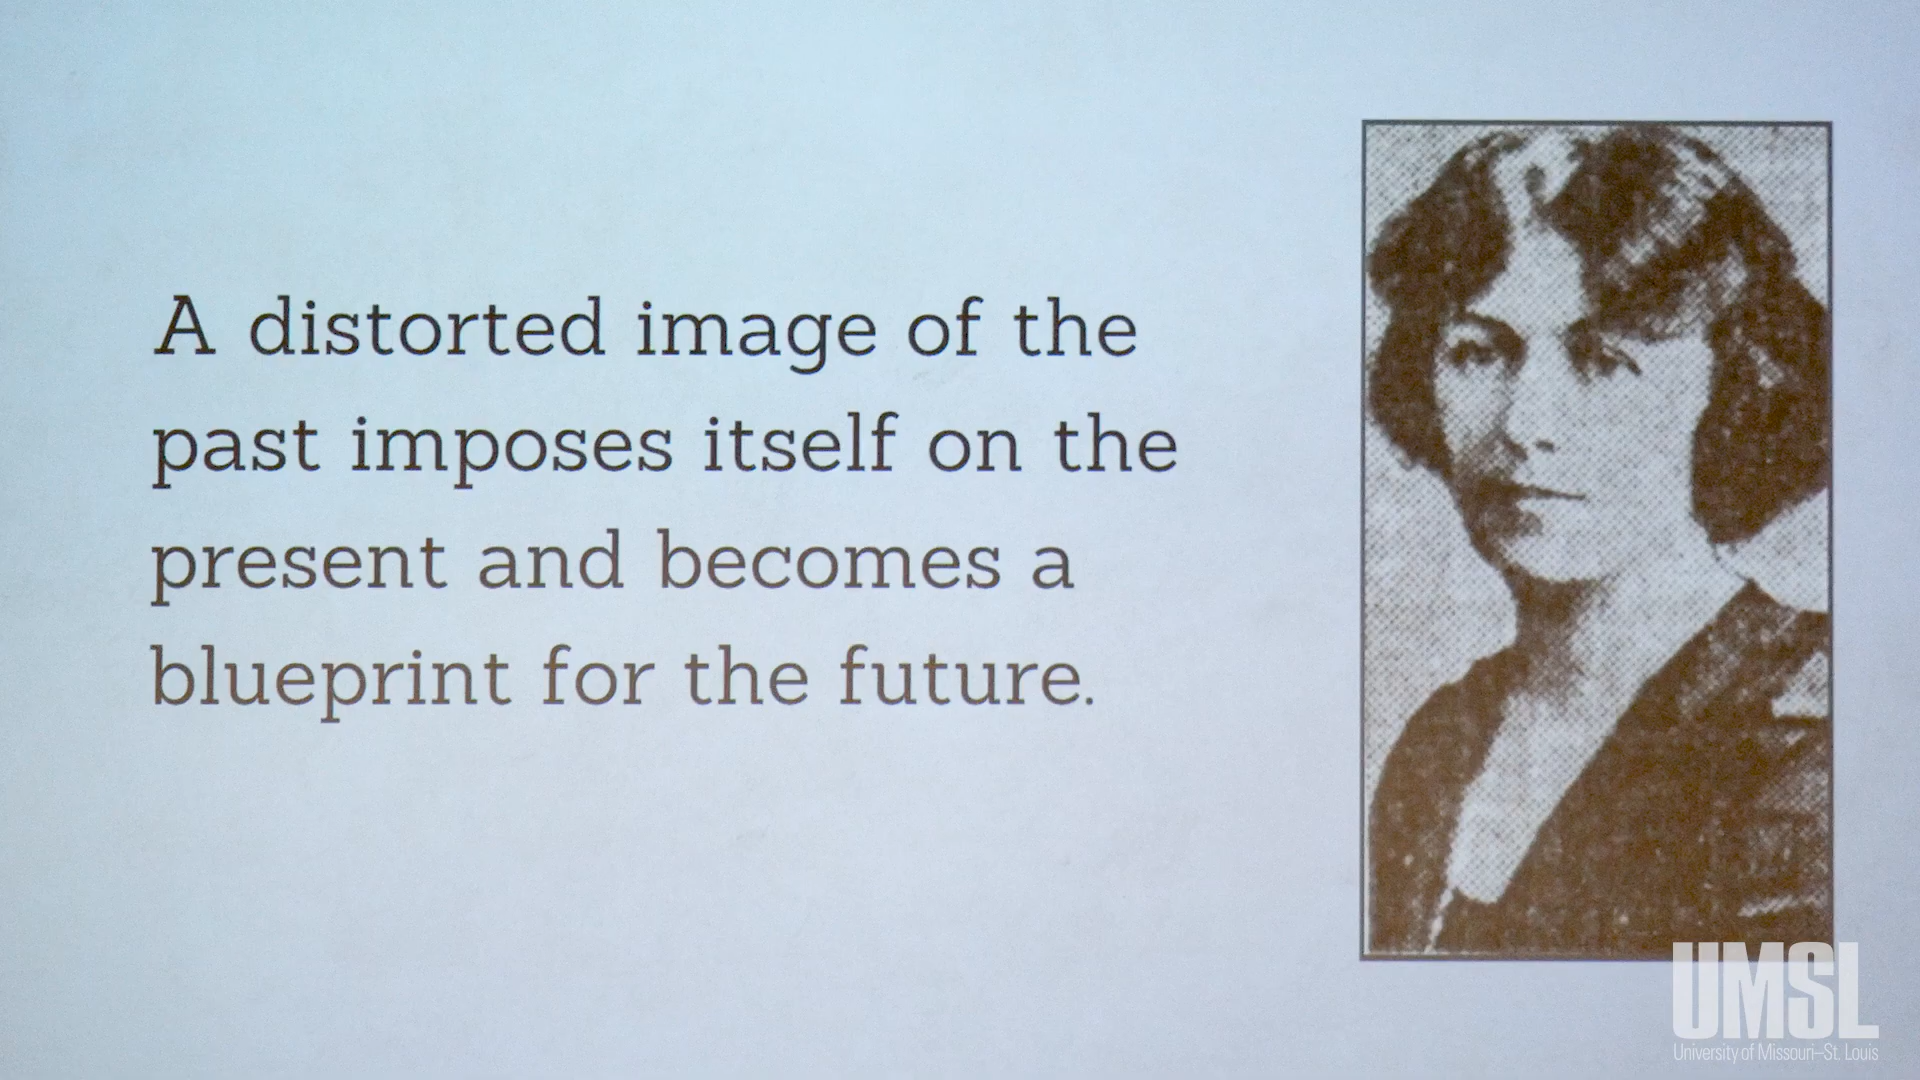 A distorted image of the
past imposes itself on the
present and becomes a
blueprint for the future.
UMSL
University of Missouri–St. Louis